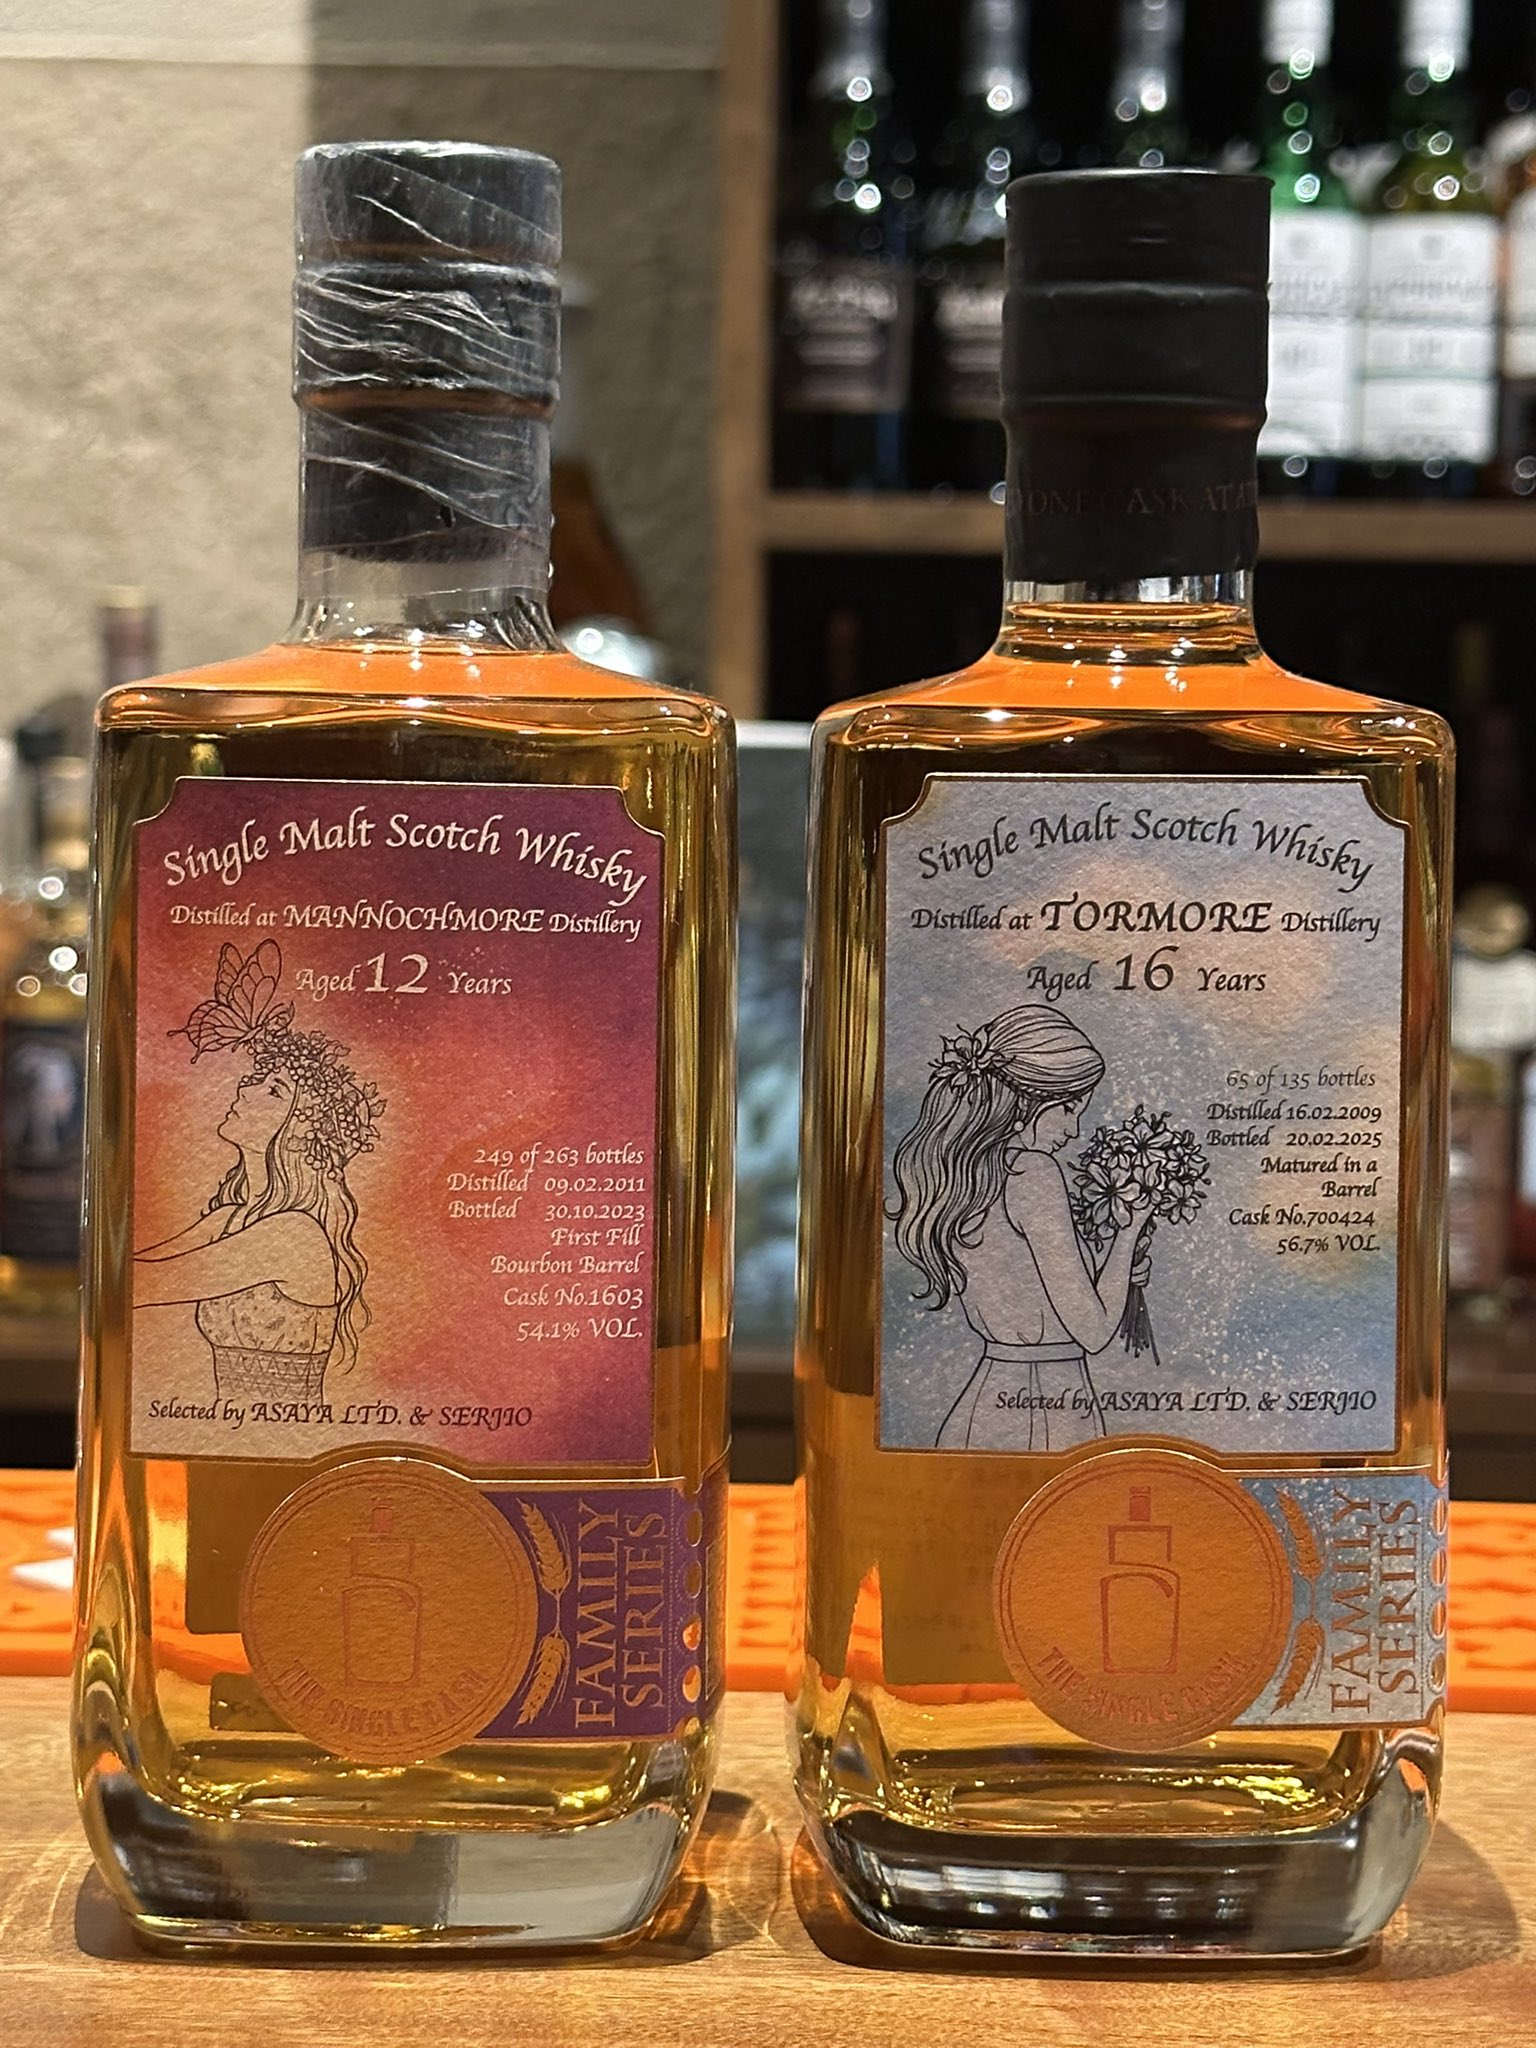 Single Malt Scotch Whisky
Distilled at MANNOCHMORE Distillery
Aged 12 Years
249 of 263 bottles
Distilled 09.02.2011
Bottled 30.10.2023
First Fill
Bourbon Barrel
Cask No.1603
54.1% VOL.
Selected by ASAYA LTD. & SERJIO
THE SINGLE CASK
FAMILY
SERIES
ONE CASK AT A
Single Malt Scotch Whisky
Distilled at TORMORE Distillery
Aged 16 Years
65 of 135 bottles
Distilled 16.02.2009
Bottled 20.02.2025
Matured in a
Barrel
Cask No.700424
56.7% VOL.
Selected by ASAYA LTD. & SERJIO
THE SINGLE CASK
FAMILY
SERIES